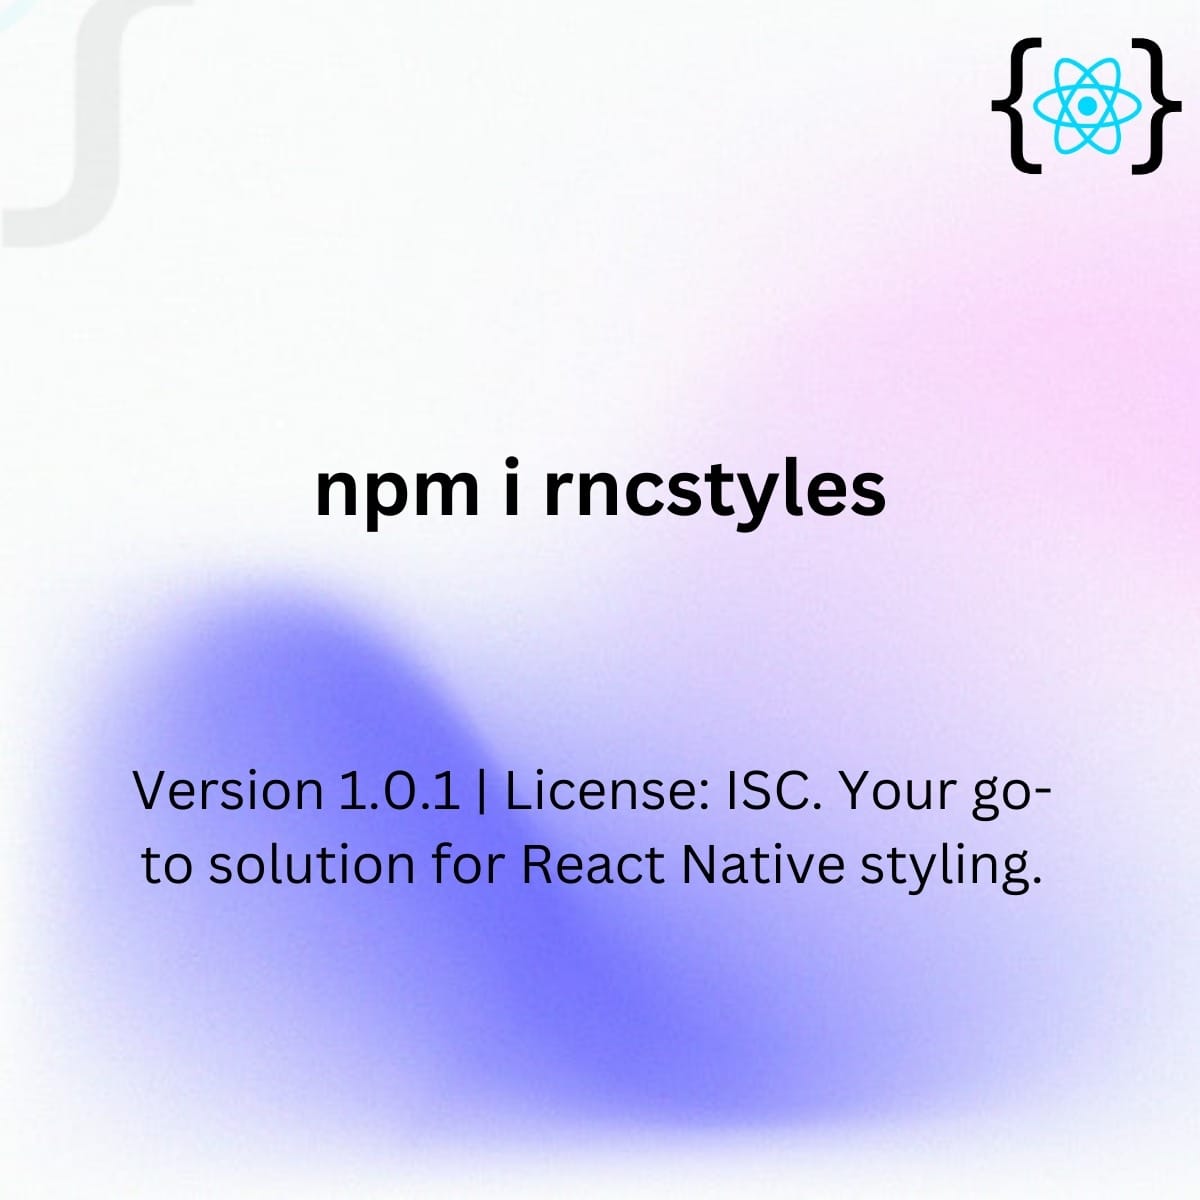 npm i rncstyles
Version 1.0.1 | License: ISC. Your go-
to solution for React Native styling.